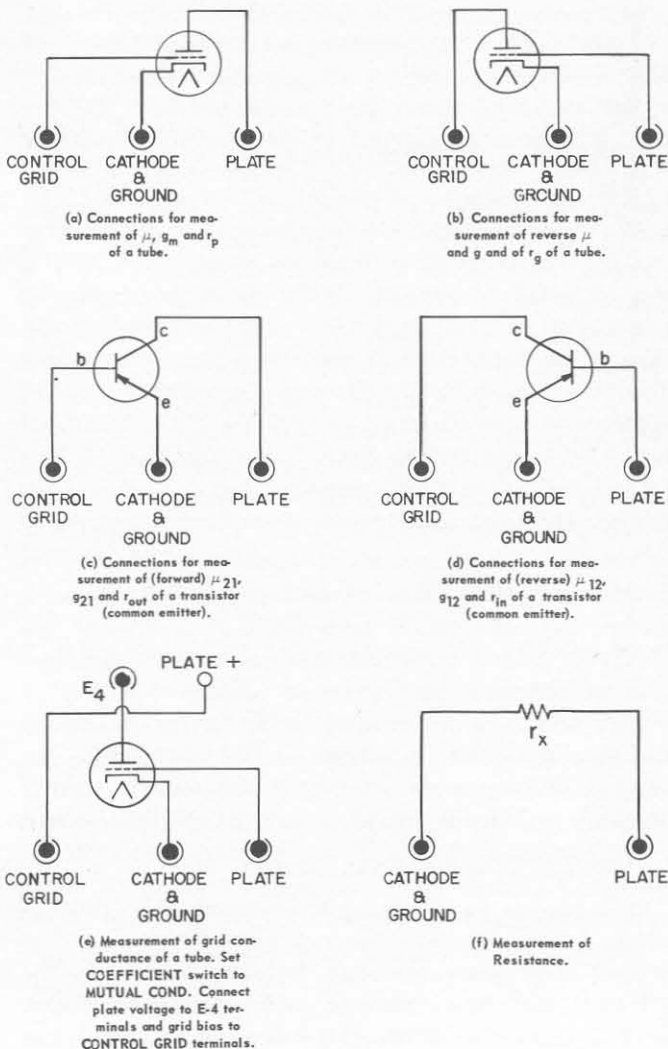 CONTROL GRID
CATHODE & GROUND
PLATE
(a) Connections for mea-
surement of μ, gm and rp
of a tube.
CONTROL GRID
CATHODE & GRCUND
PLATE
(b) Connections for mea-
surement of reverse μ
and g and of rg of a tube.
b
c
e
CONTROL GRID
CATHODE & GROUND
PLATE
(c) Connections for mea-
surement of (forward) μ21,
g21 and rout of a transistor
(common emitter).
c
b
e
CONTROL GRID
CATHODE & GROUND
PLATE
(d) Connections for mea-
surement of (reverse) μ12,
g12 and rin of a transistor
(common emitter).
E4
PLATE +
CONTROL GRID
CATHODE & GROUND
PLATE
(e) Measurement of grid con-
ductance of a tube. Set
COEFFICIENT switch to
MUTUAL COND. Connect
plate voltage to E-4 ter-
minals and grid bias to
CONTROL GRID terminals.
rx
CATHODE & GROUND
PLATE
(f) Measurement of
Resistance.